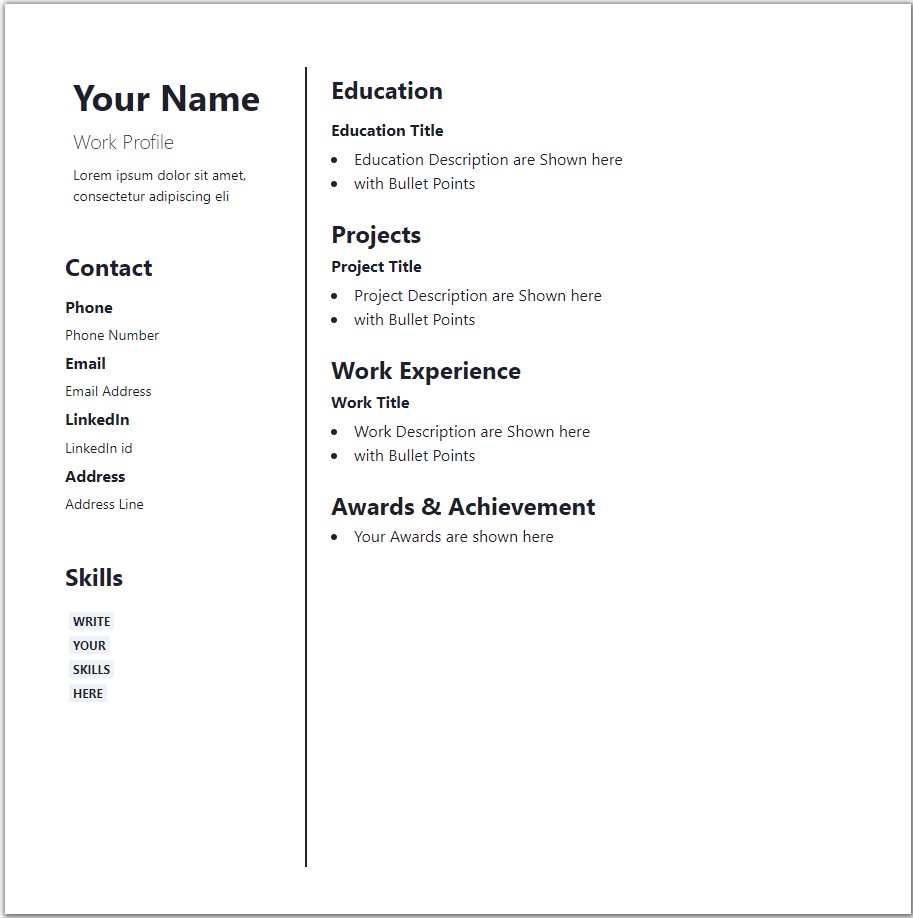 Your Name
Work Profile
Lorem ipsum dolor sit amet,
consectetur adipiscing eli
Contact
Phone
Phone Number
Email
Email Address
LinkedIn
LinkedIn id
Address
Address Line
Skills
WRITE
YOUR
SKILLS
HERE
Education
Education Title
• Education Description are Shown here
• with Bullet Points
Projects
Project Title
• Project Description are Shown here
• with Bullet Points
Work Experience
Work Title
• Work Description are Shown here
• with Bullet Points
Awards & Achievement
• Your Awards are shown here